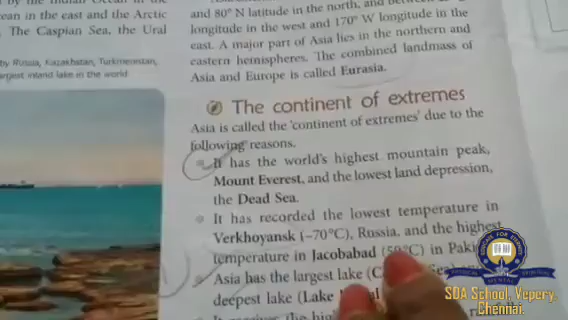 by the Indian Ocean in the
ean in the east and the Arctic
The Caspian Sea, the Ural
by Russia, Kazakhstan, Turkmenistan,
argest inland lake in the world
and 80° N latitude in the north, and between
longitude in the west and 170° W longitude in the
east. A major part of Asia lies in the northern and
eastern hemispheres. The combined landmass of
Asia and Europe is called Eurasia.
The continent of extremes
Asia is called the 'continent of extremes' due to the
following reasons.
It has the world's highest mountain peak,
Mount Everest, and the lowest land depression,
the Dead Sea.
It has recorded the lowest temperature in
Verkhoyansk (–70°C), Russia, and the highest
temperature in Jacobabad in
Asia has the largest lake
deepest lake (Lake
SDA School, Vepery,
Chennai.